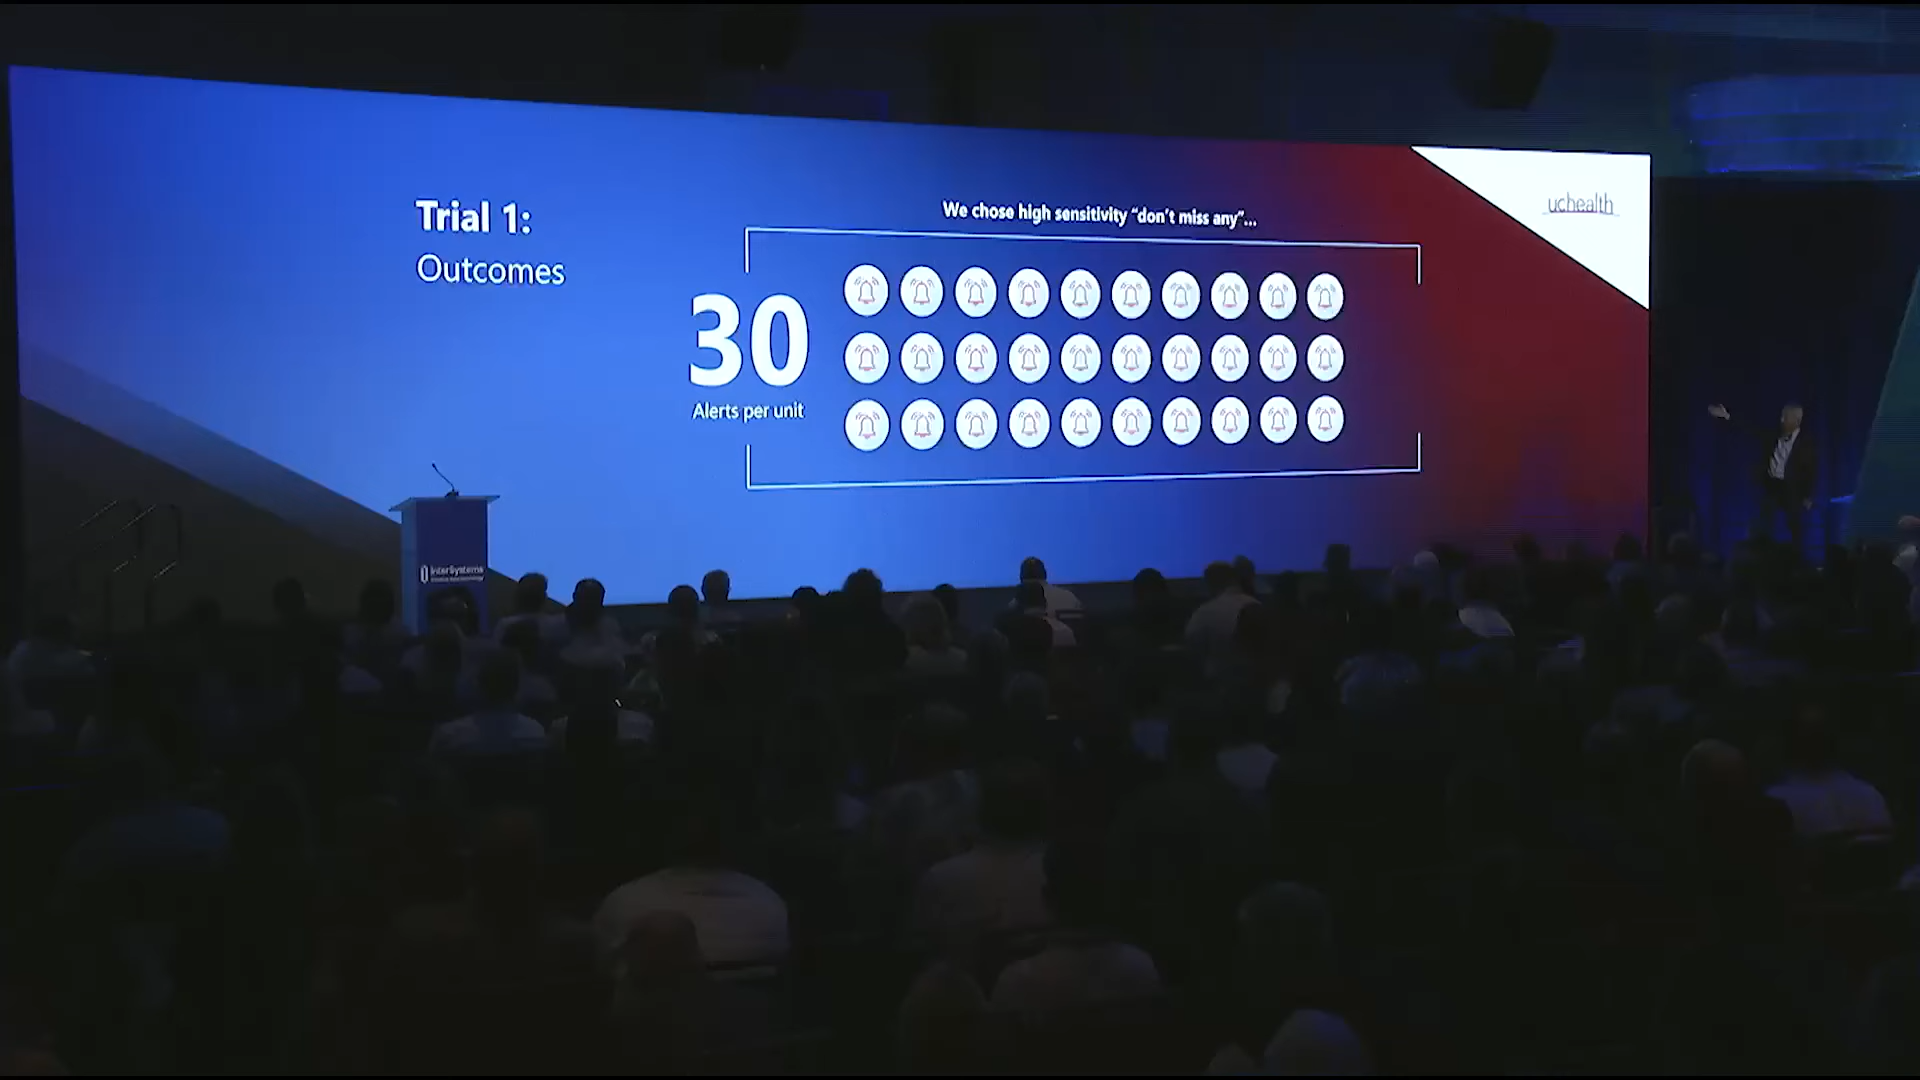 Trial 1:
Outcomes
We chose high sensitivity “don’t miss any”...
30
Alerts per unit
uchealth
InterSystems